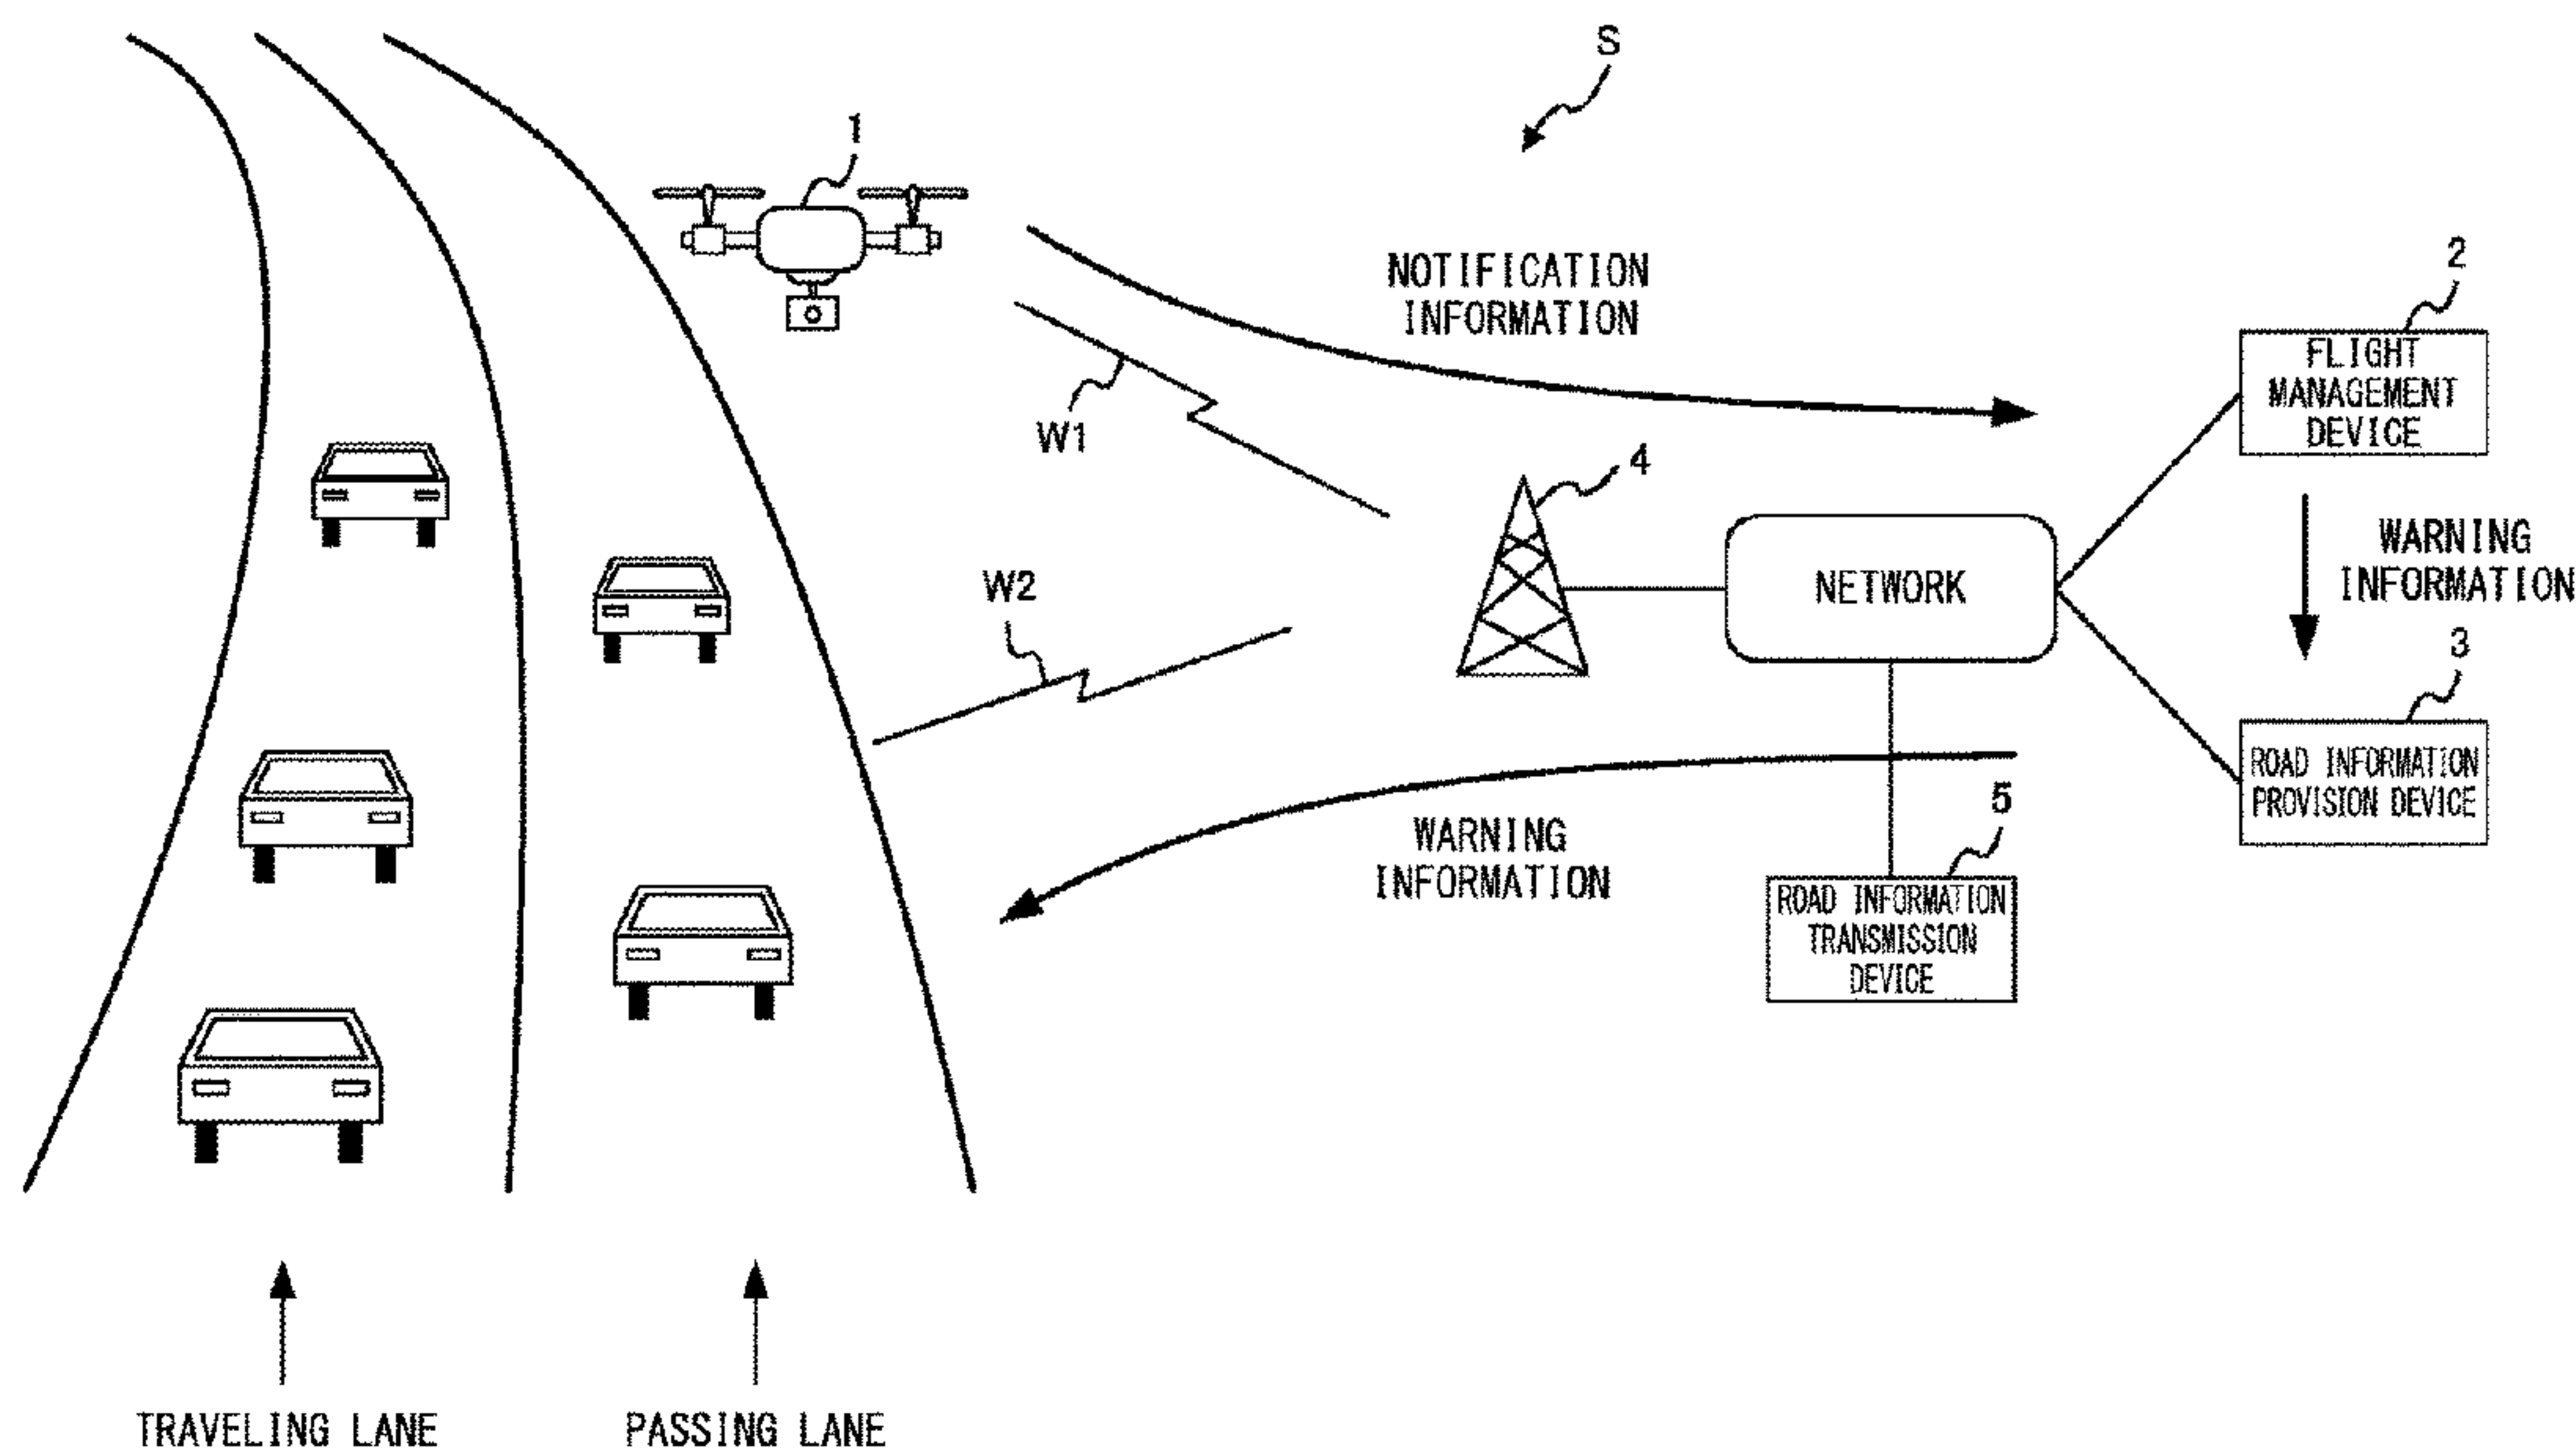 S
1
NOTIFICATION
INFORMATION
2
FLIGHT
MANAGEMENT
DEVICE
W1
4
WARNING
INFORMATION
NETWORK
W2
3
ROAD INFORMATION
PROVISION DEVICE
5
WARNING
INFORMATION
ROAD INFORMATION
TRANSMISSION
DEVICE
TRAVELING LANE
PASSING LANE